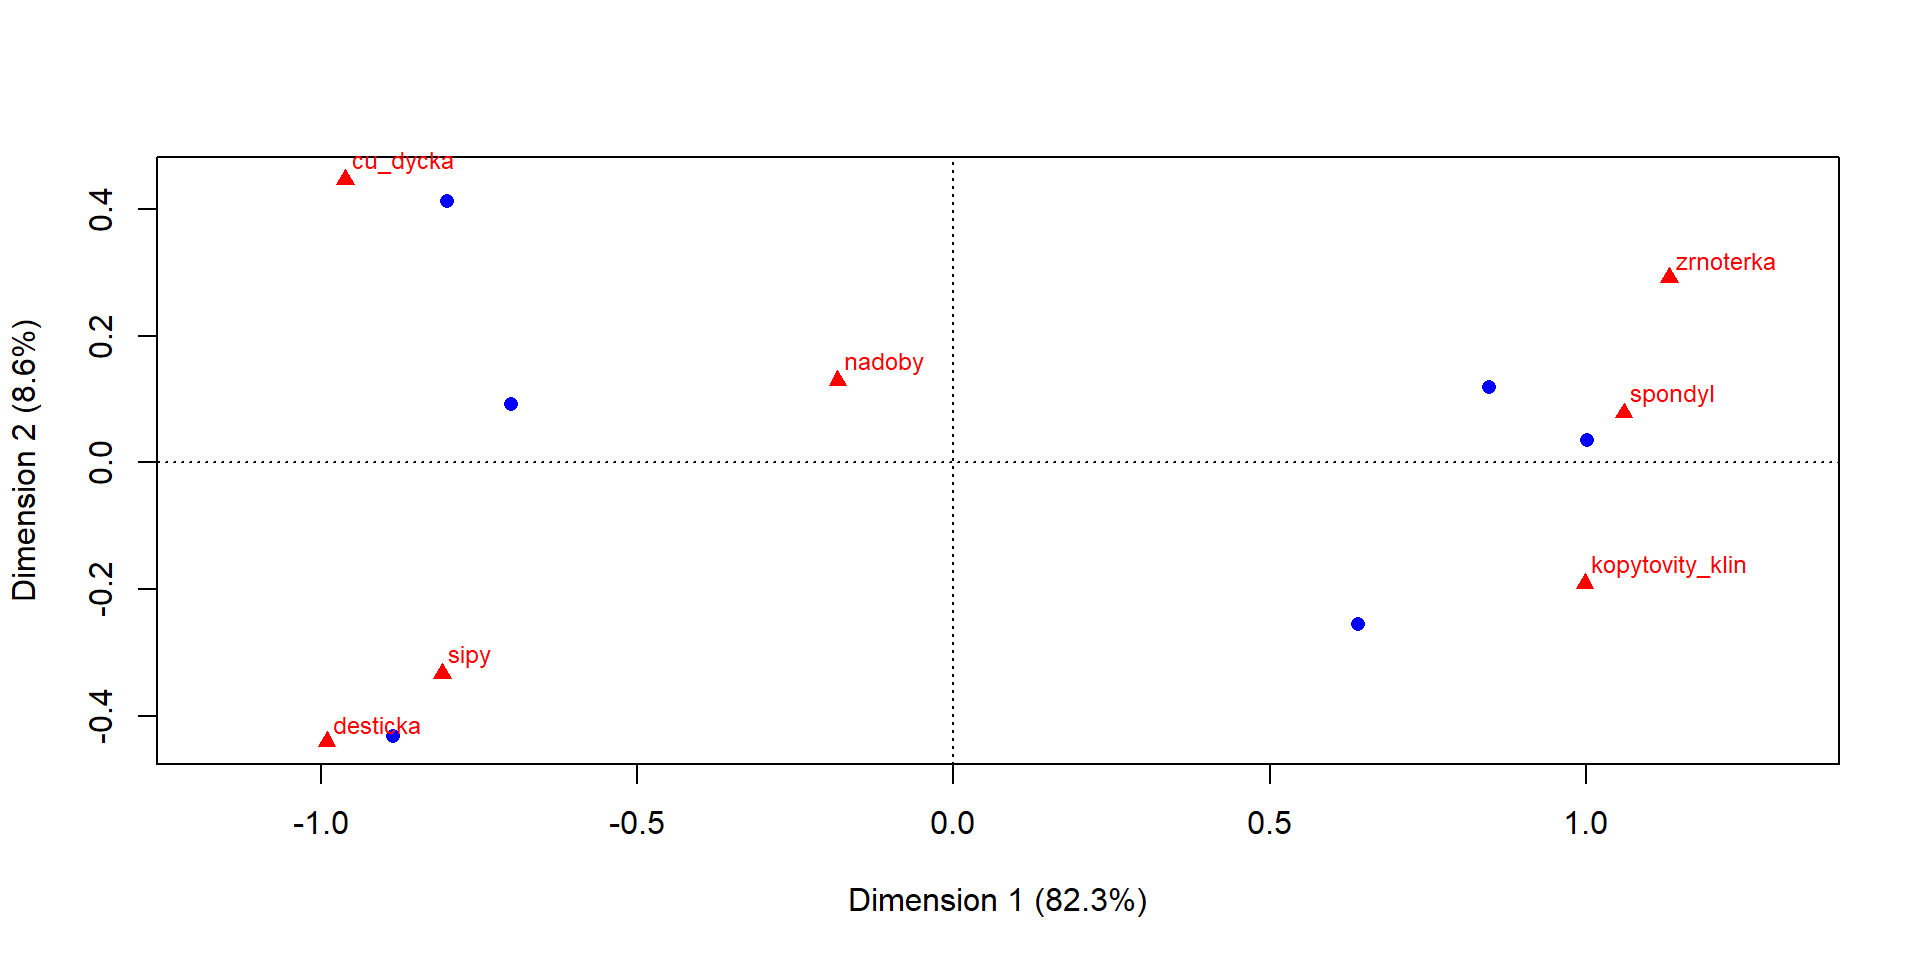 cu_dycka
zrnoterka
nadoby
spondyl
kopytovity_klin
sipy
desticka
0.4
0.2
0.0
-0.2
-0.4
Dimension 2 (8.6%)
-1.0
-0.5
0.0
0.5
1.0
Dimension 1 (82.3%)